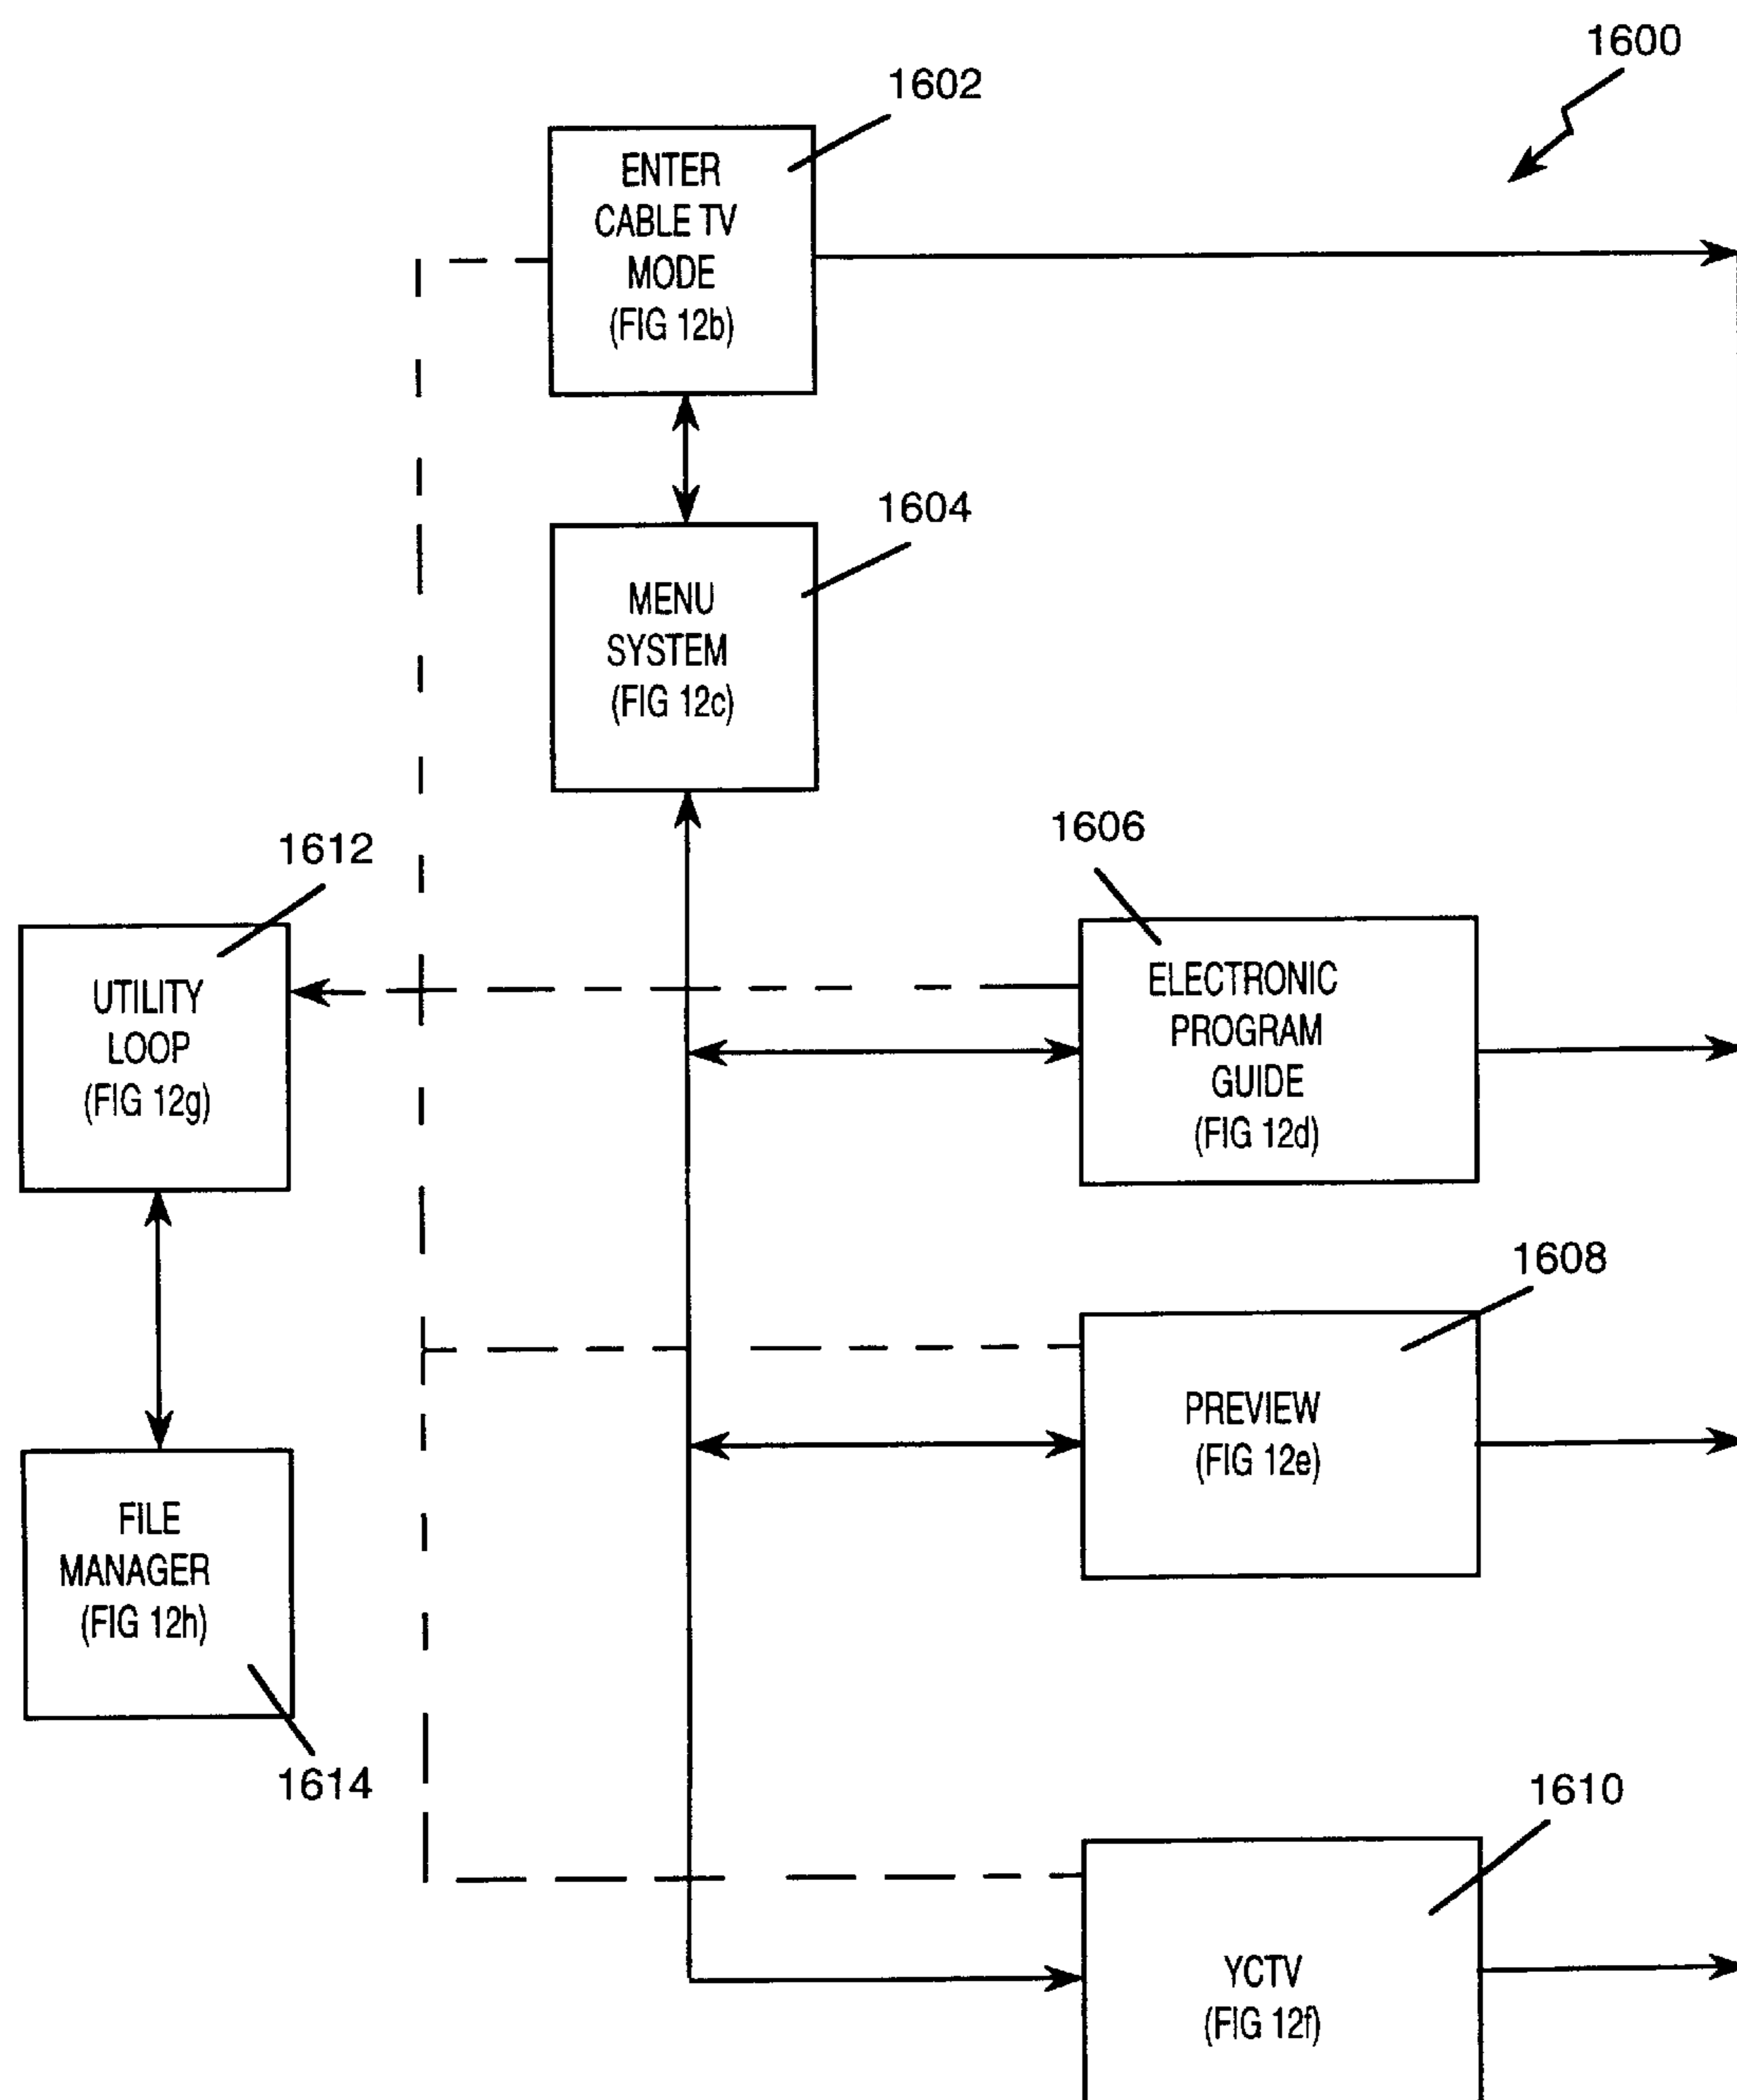 1600
1602
ENTER
CABLE TV
MODE
(FIG 12b)
1604
MENU
SYSTEM
(FIG 12c)
1606
ELECTRONIC
PROGRAM
GUIDE
(FIG 12d)
1612
UTILITY
LOOP
(FIG 12g)
1608
PREVIEW
(FIG 12e)
FILE
MANAGER
(FIG 12h)
1614
1610
YCTV
(FIG 12f)